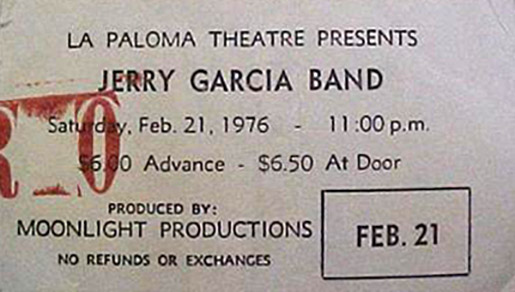 LA PALOMA THEATRE PRESENTS
JERRY GARCIA BAND
Saturday, Feb. 21, 1976 - 11:00 p.m.
$6.00 Advance - $6.50 At Door
PRODUCED BY:
MOONLIGHT PRODUCTIONS
NO REFUNDS OR EXCHANGES
FEB. 21